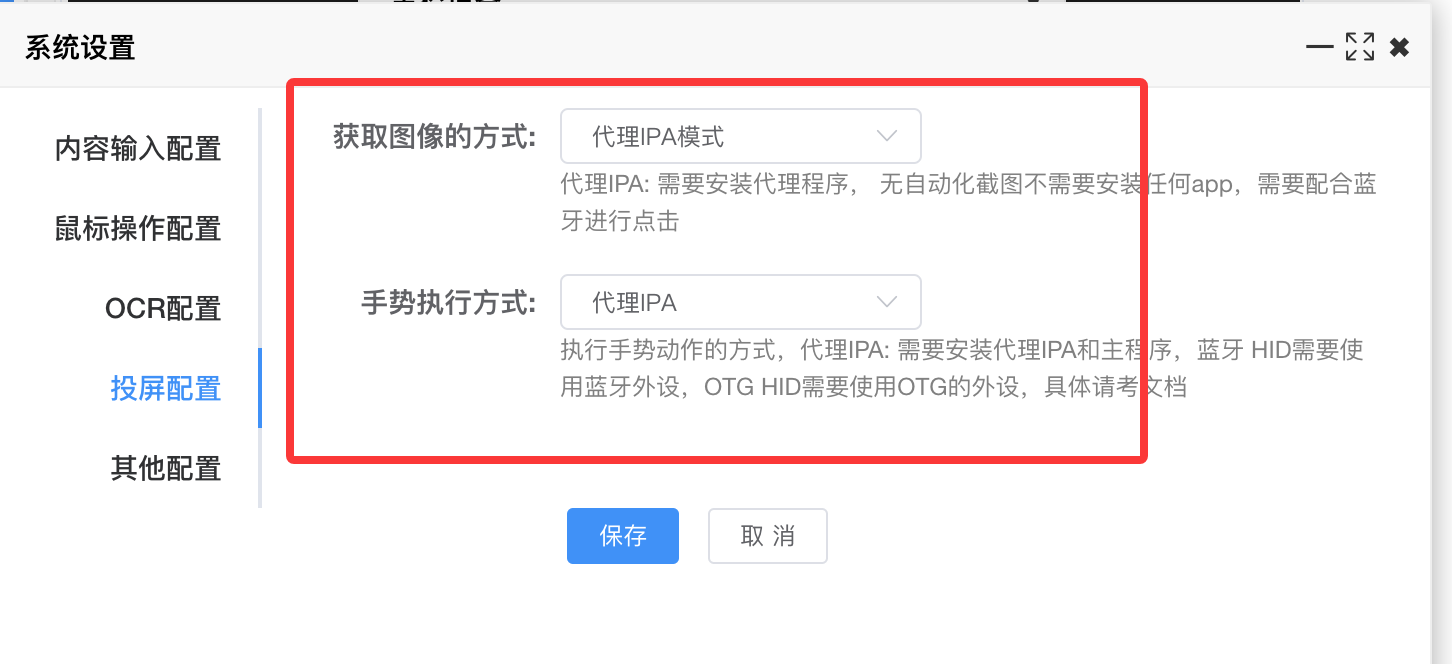 系统设置
内容输入配置
鼠标操作配置
OCR配置
投屏配置
其他配置
获取图像的方式:
代理IPA模式
代理IPA: 需要安装代理程序， 无自动化截图不需要安装任何app，需要配合蓝
牙进行点击
手势执行方式:
代理IPA
执行手势动作的方式，代理IPA: 需要安装代理IPA和主程序，蓝牙 HID需要使
用蓝牙外设，OTG HID需要使用OTG的外设，具体请考文档
保存
取 消